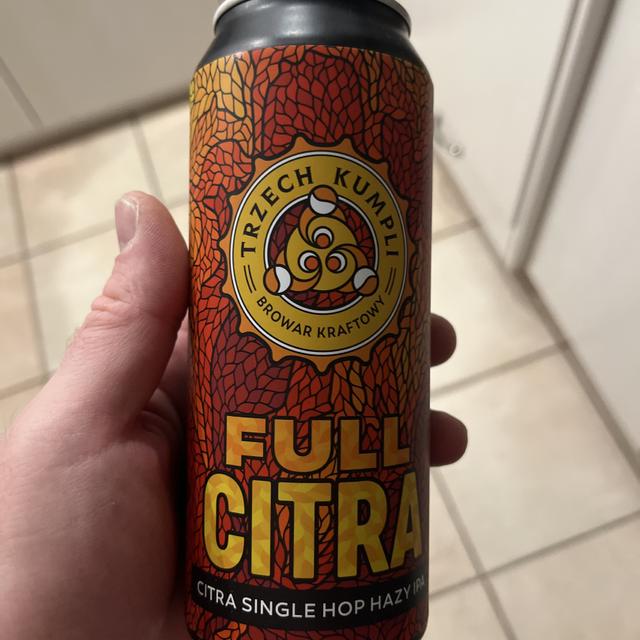 TRZECH KUMPLI
BROWAR KRAFTOWY
FULL
CITRA
CITRA SINGLE HOP HAZY IPA